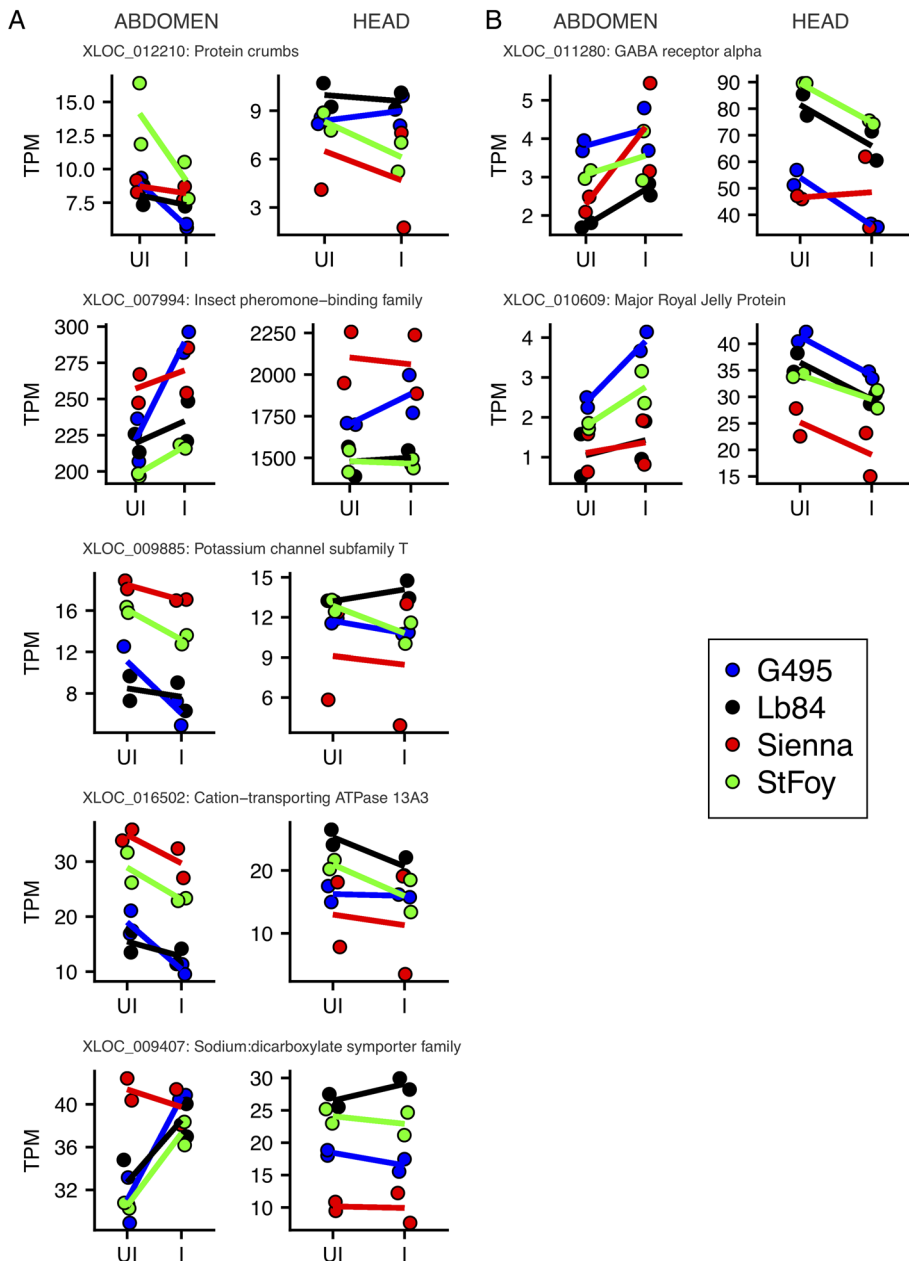 A
ABDOMEN
HEAD
XLOC_012210: Protein crumbs
TPM
15.0
12.5
10.0
7.5
UI
I
9
6
3
UI
I
XLOC_007994: Insect pheromone−binding family
TPM
300
275
250
225
200
UI
I
2250
2000
1750
1500
UI
I
XLOC_009885: Potassium channel subfamily T
TPM
16
12
8
UI
I
15
12
9
6
UI
I
XLOC_016502: Cation−transporting ATPase 13A3
TPM
30
20
10
UI
I
20
10
UI
I
XLOC_009407: Sodium:dicarboxylate symporter family
TPM
40
36
32
UI
I
30
25
20
15
10
UI
I
B
ABDOMEN
HEAD
XLOC_011280: GABA receptor alpha
TPM
5
4
3
2
UI
I
90
80
70
60
50
40
UI
I
XLOC_010609: Major Royal Jelly Protein
TPM
4
3
2
1
UI
I
40
35
30
25
20
15
UI
I
G495
Lb84
Sienna
StFoy